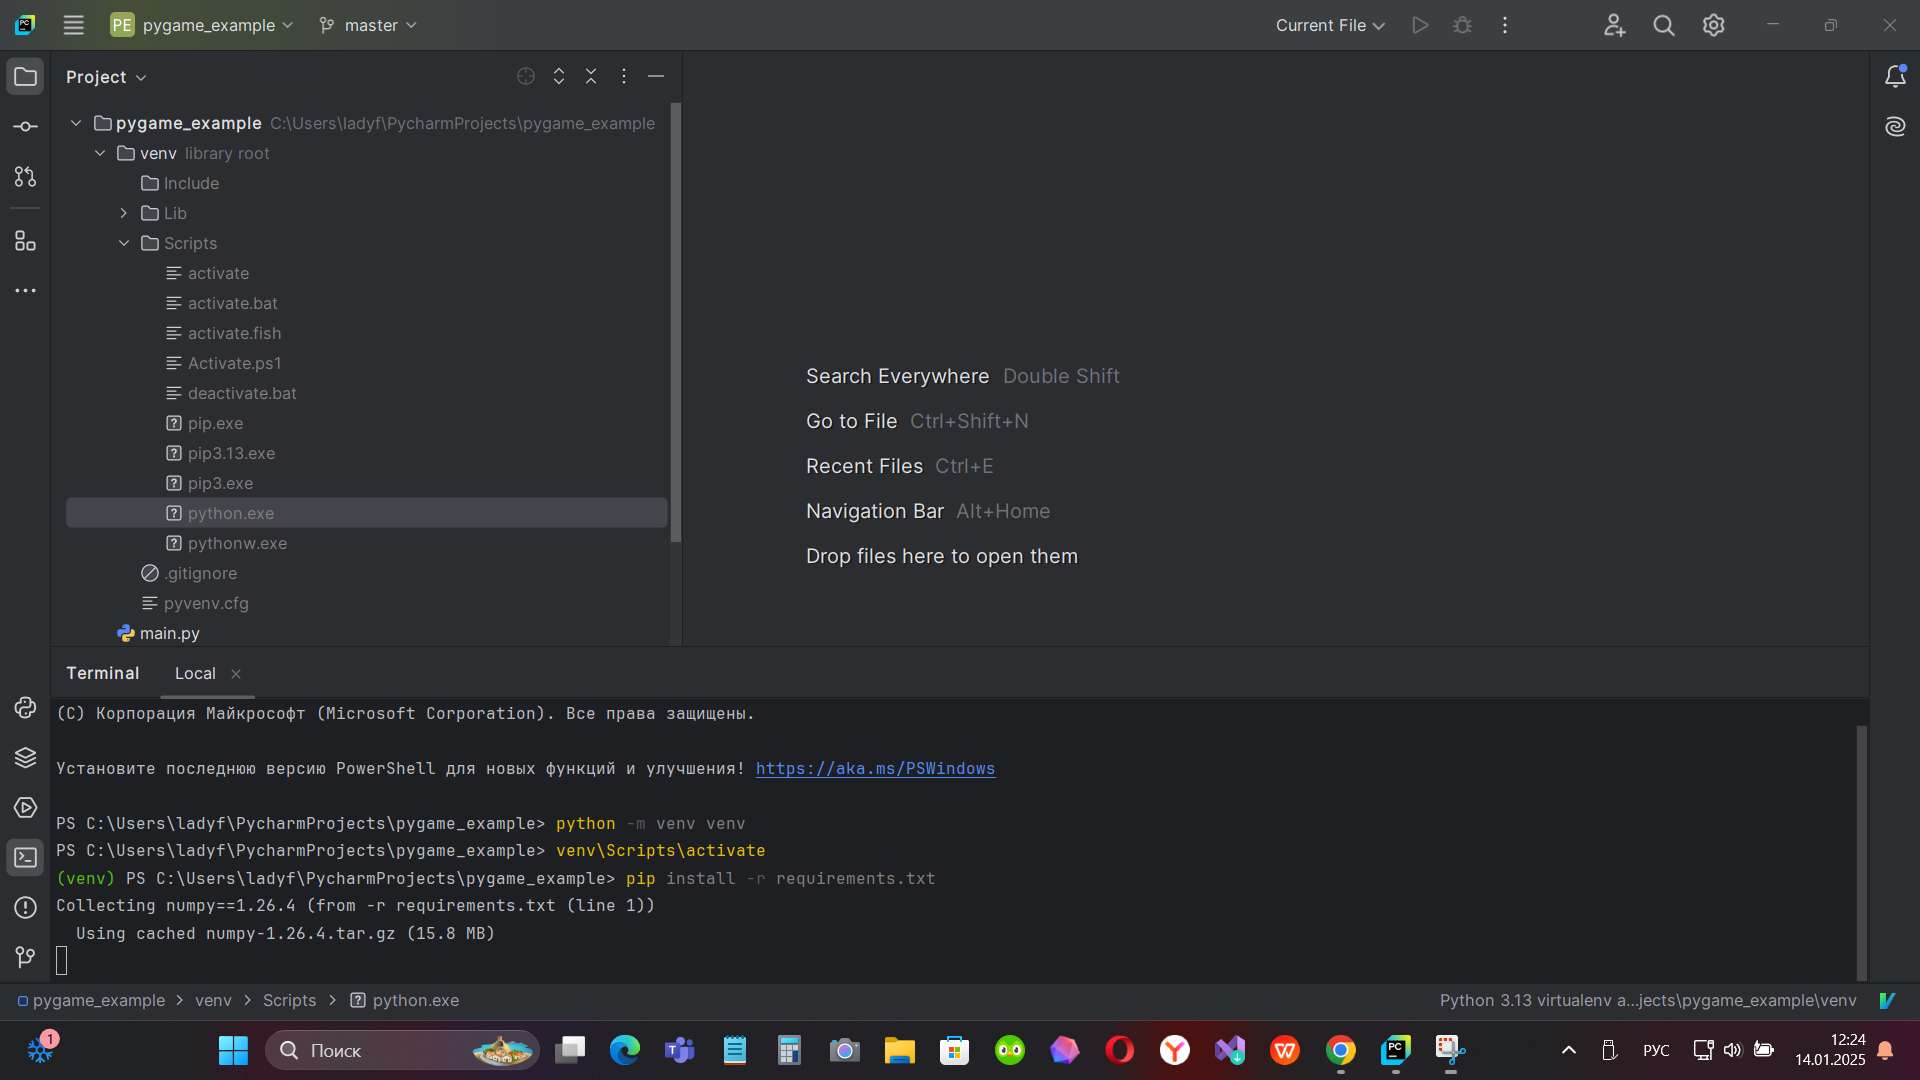 PE pygame_example master Current File
Project
pygame_example C:\Users\ladyf\PycharmProjects\pygame_example
venv library root
Include
Lib
Scripts
activate
activate.bat
activate.fish
Activate.ps1
deactivate.bat
pip.exe
pip3.13.exe
pip3.exe
python.exe
pythonw.exe
.gitignore
pyvenv.cfg
main.py
Search Everywhere Double Shift
Go to File Ctrl+Shift+N
Recent Files Ctrl+E
Navigation Bar Alt+Home
Drop files here to open them
Terminal Local
(C) Корпорация Майкрософт (Microsoft Corporation). Все права защищены.
Установите последнюю версию PowerShell для новых функций и улучшения! https://aka.ms/PSWindows
PS C:\Users\ladyf\PycharmProjects\pygame_example> python -m venv venv
PS C:\Users\ladyf\PycharmProjects\pygame_example> venv\Scripts\activate
(venv) PS C:\Users\ladyf\PycharmProjects\pygame_example> pip install -r requirements.txt
Collecting numpy==1.26.4 (from -r requirements.txt (line 1))
Using cached numpy-1.26.4.tar.gz (15.8 MB)
pygame_example > venv > Scripts > python.exe
Python 3.13 virtualenv a...jects\pygame_example\venv
1
Поиск
РУС
12:24
14.01.2025